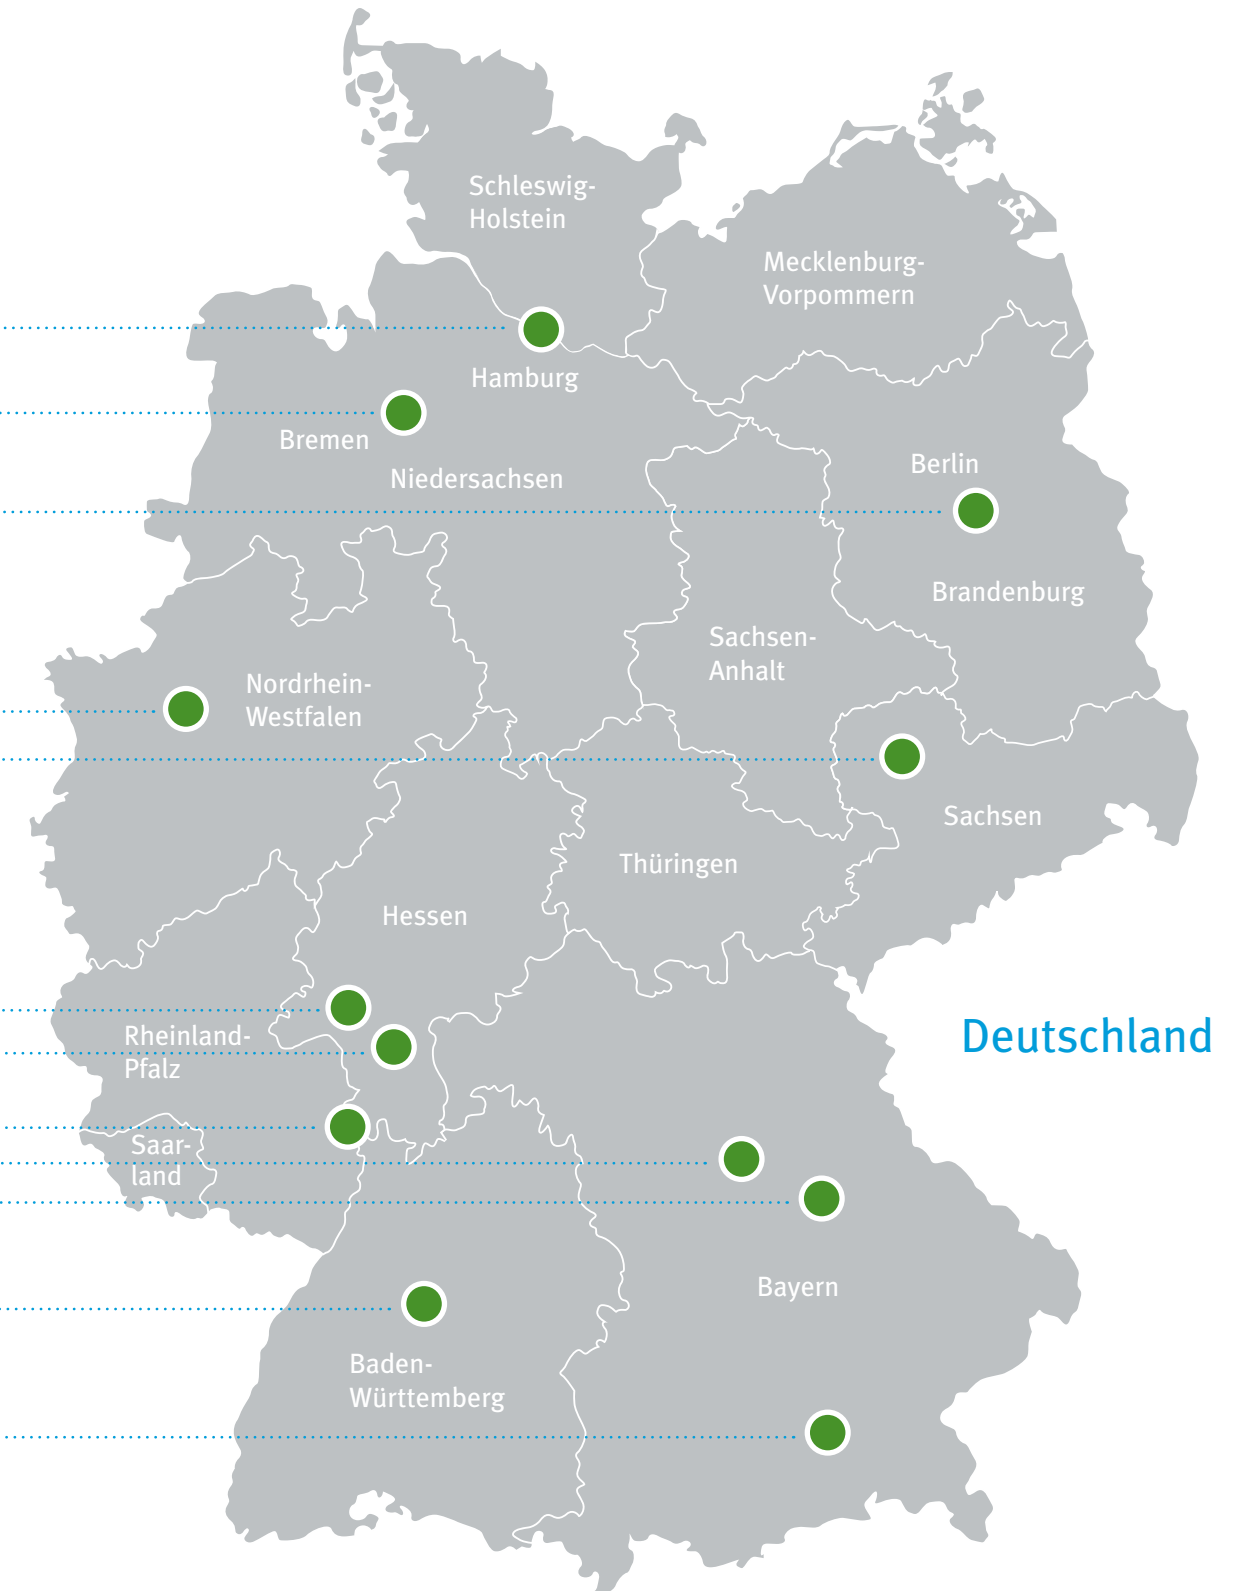 Schleswig-
Holstein
Mecklenburg-
Vorpommern
Hamburg
Bremen
Niedersachsen
Berlin
Brandenburg
Sachsen-
Anhalt
Nordrhein-
Westfalen
Sachsen
Thüringen
Hessen
Rheinland-
Pfalz
Deutschland
Saar-
land
Bayern
Baden-
Württemberg